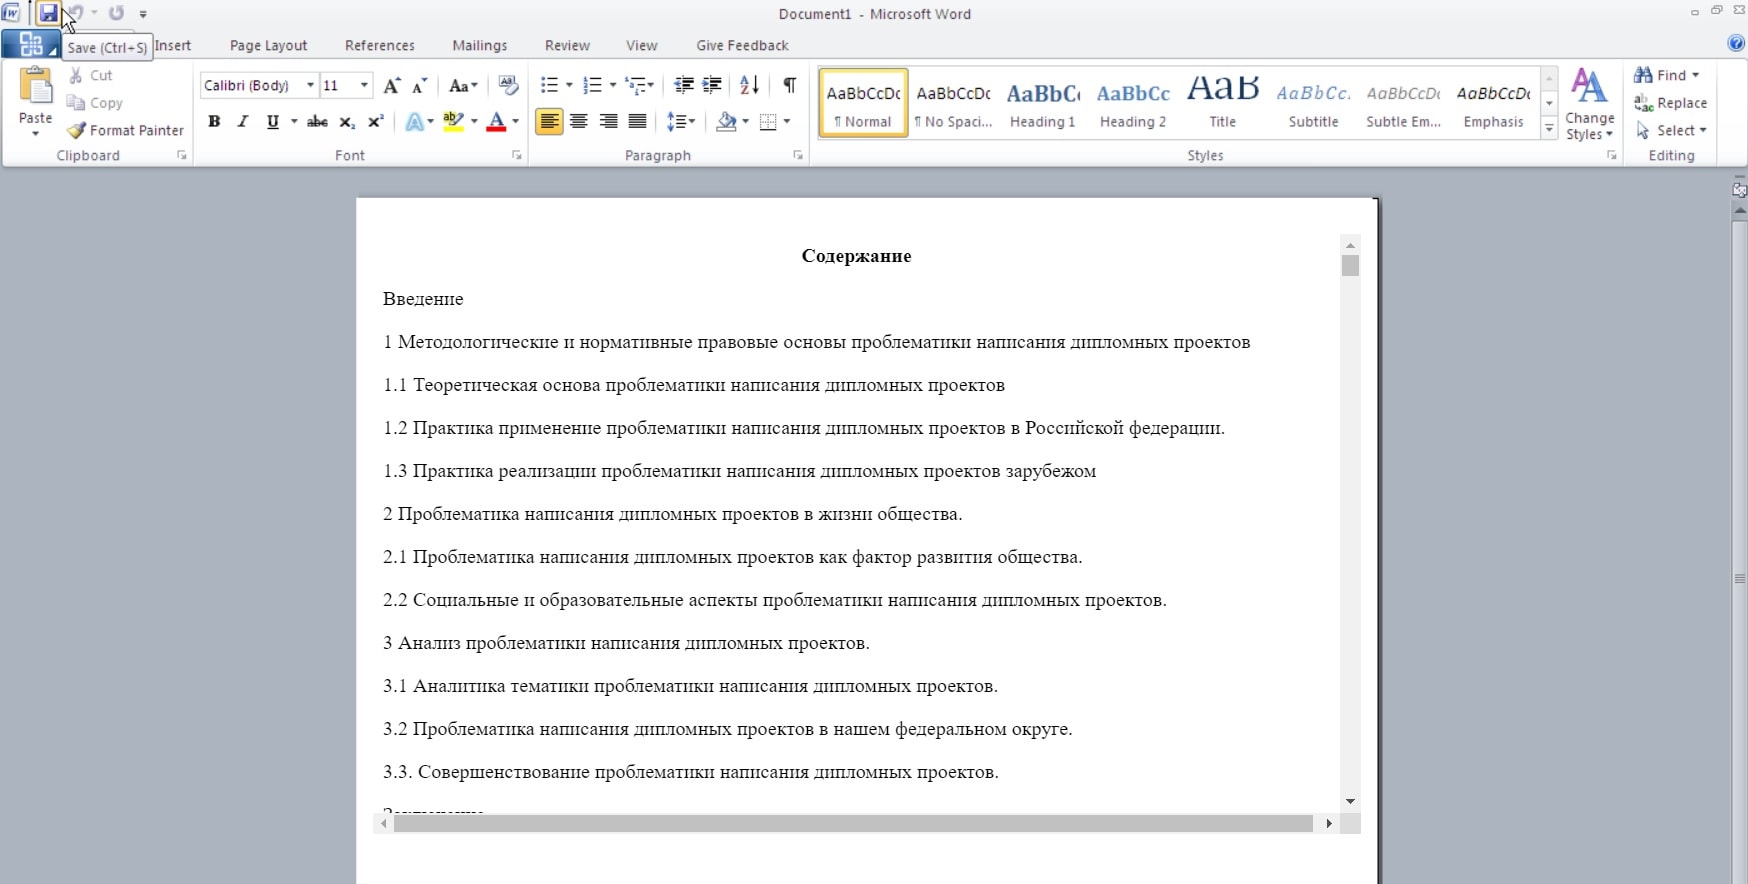 Document1 - Microsoft Word
Save (Ctrl+S)
Insert
Page Layout
References
Mailings
Review
View
Give Feedback
Paste
Cut
Copy
Format Painter
Clipboard
Calibri (Body)
11
Font
Paragraph
AaBbCcDc
¶ Normal
AaBbCcDc
¶ No Spaci...
AaBbC
Heading 1
AaBbCc
Heading 2
AaB
Title
AaBbCc.
Subtitle
AaBbCcDc
Subtle Em...
AaBbCcDc
Emphasis
Change
Styles
Styles
Find
Replace
Select
Editing
Содержание
Введение
1 Методологические и нормативные правовые основы проблематики написания дипломных проектов
1.1 Теоретическая основа проблематики написания дипломных проектов
1.2 Практика применение проблематики написания дипломных проектов в Российской федерации.
1.3 Практика реализации проблематики написания дипломных проектов зарубежом
2 Проблематика написания дипломных проектов в жизни общества.
2.1 Проблематика написания дипломных проектов как фактор развития общества.
2.2 Социальные и образовательные аспекты проблематики написания дипломных проектов.
3 Анализ проблематики написания дипломных проектов.
3.1 Аналитика тематики проблематики написания дипломных проектов.
3.2 Проблематика написания дипломных проектов в нашем федеральном округе.
3.3. Совершенствование проблематики написания дипломных проектов.